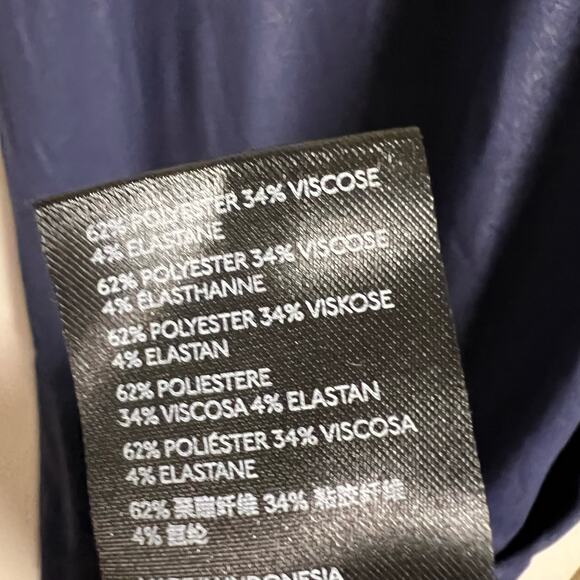 62% POLYESTER 34% VISCOSE
4% ELASTANE
62% POLYESTER 34% VISCOSE
4% ÉLASTHANNE
62% POLYESTER 34% VISKOSE
4% ELASTAN
62% POLIESTERE
34% VISCOSA 4% ELASTAN
62% POLIÉSTER 34% VISCOSA
4% ELASTANE
62% 聚酯纤维 34% 粘胶纤维
4% 氨纶
INDONESIA